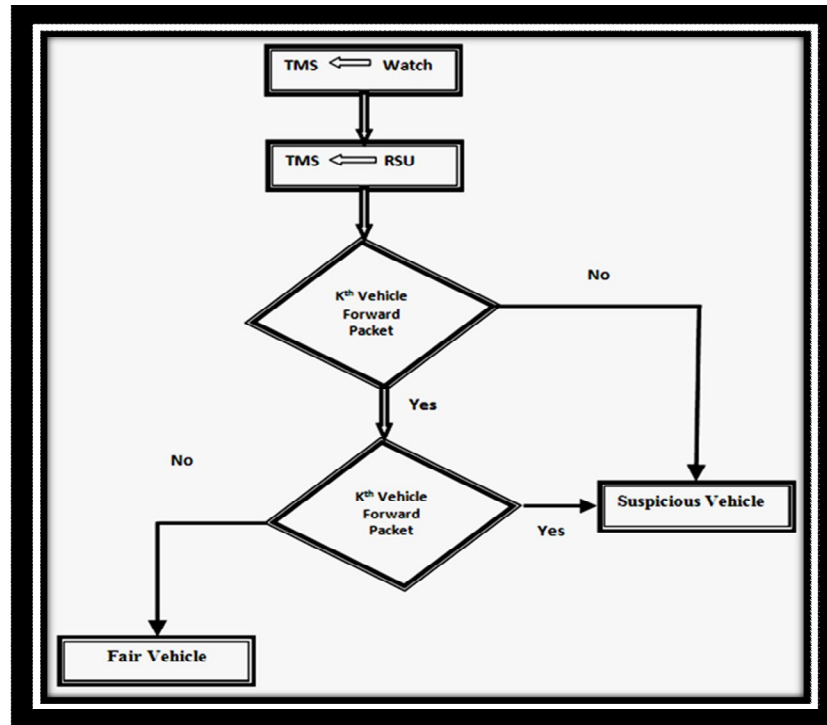 TMS ⇐ Watch
TMS ⇐ RSU
No
Kth Vehicle
Forward
Packet
Yes
No
Kth Vehicle
Forward
Packet
Yes
Suspicious Vehicle
Fair Vehicle